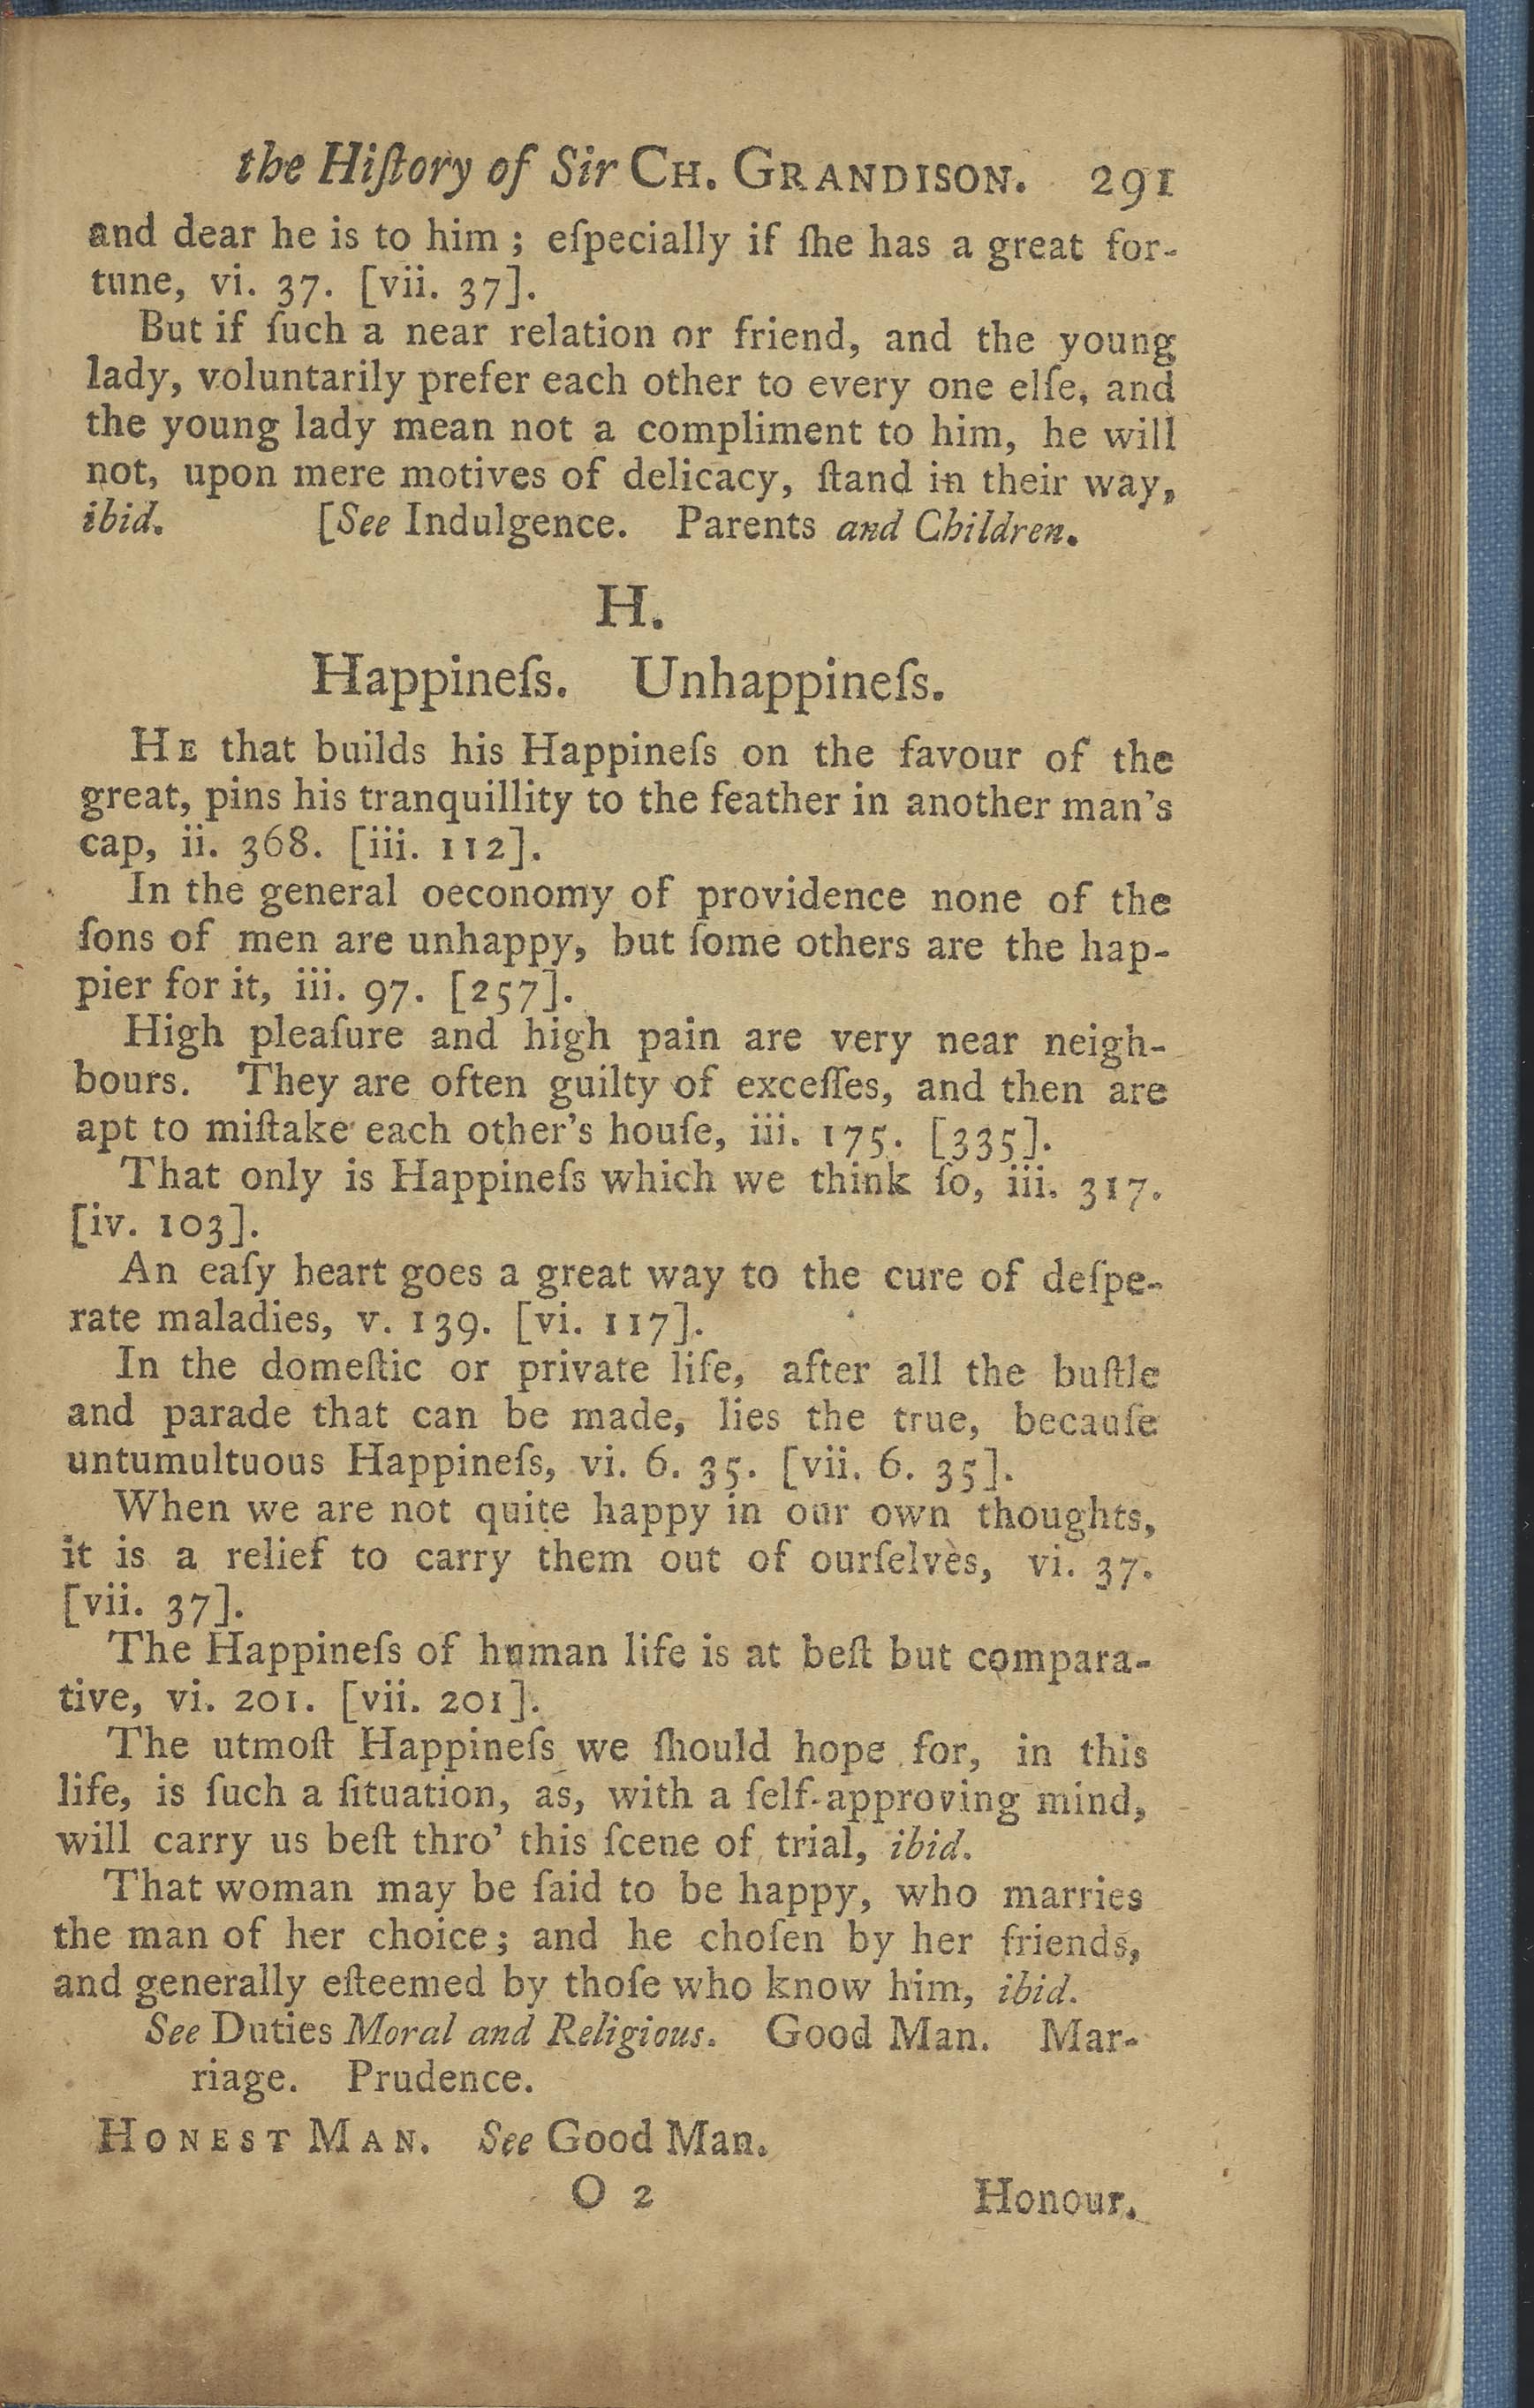 the Hiſtory of Sir CH. GRANDISON. 291
and dear he is to him ; eſpecially if ſhe has a great for-
tune, vi. 37. [vii. 37].
But if ſuch a near relation or friend, and the young
lady, voluntarily prefer each other to every one elſe, and
the young lady mean not a compliment to him, he will
not, upon mere motives of delicacy, ſtand in their way,
ibid. [See Indulgence. Parents and Children.
H.
Happineſs. Unhappineſs.
HE that builds his Happineſs on the favour of the
great, pins his tranquillity to the feather in another man's
cap, ii. 368. [iii. 112].
In the general oeconomy of providence none of the
ſons of men are unhappy, but ſome others are the hap-
pier for it, iii. 97. [257].
High pleaſure and high pain are very near neigh-
bours. They are often guilty of exceſſes, and then are
apt to miſtake each other's houſe, iii. 175. [335].
That only is Happineſs which we think ſo, iii. 317.
[iv. 103].
An eaſy heart goes a great way to the cure of deſpe-
rate maladies, v. 139. [vi. 117].
In the domeſtic or private life, after all the buſtle
and parade that can be made, lies the true, becauſe
untumultuous Happineſs, vi. 6. 35. [vii. 6. 35].
When we are not quite happy in our own thoughts,
it is a relief to carry them out of ourſelves, vi. 37.
[vii. 37].
The Happineſs of human life is at beſt but compara-
tive, vi. 201. [vii. 201].
The utmoſt Happineſs we ſhould hope for, in this
life, is ſuch a ſituation, as, with a ſelf-approving mind,
will carry us beſt thro' this ſcene of trial, ibid.
That woman may be ſaid to be happy, who marries
the man of her choice; and he choſen by her friends,
and generally eſteemed by thoſe who know him, ibid.
See Duties Moral and Religious. Good Man. Mar-
riage. Prudence.
HONEST MAN. See Good Man.
O 2 Honour.